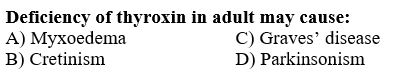 Deficiency of thyroxin in adult may cause:
A) Myxoedema C) Graves’ disease
B) Cretinism D) Parkinsonism